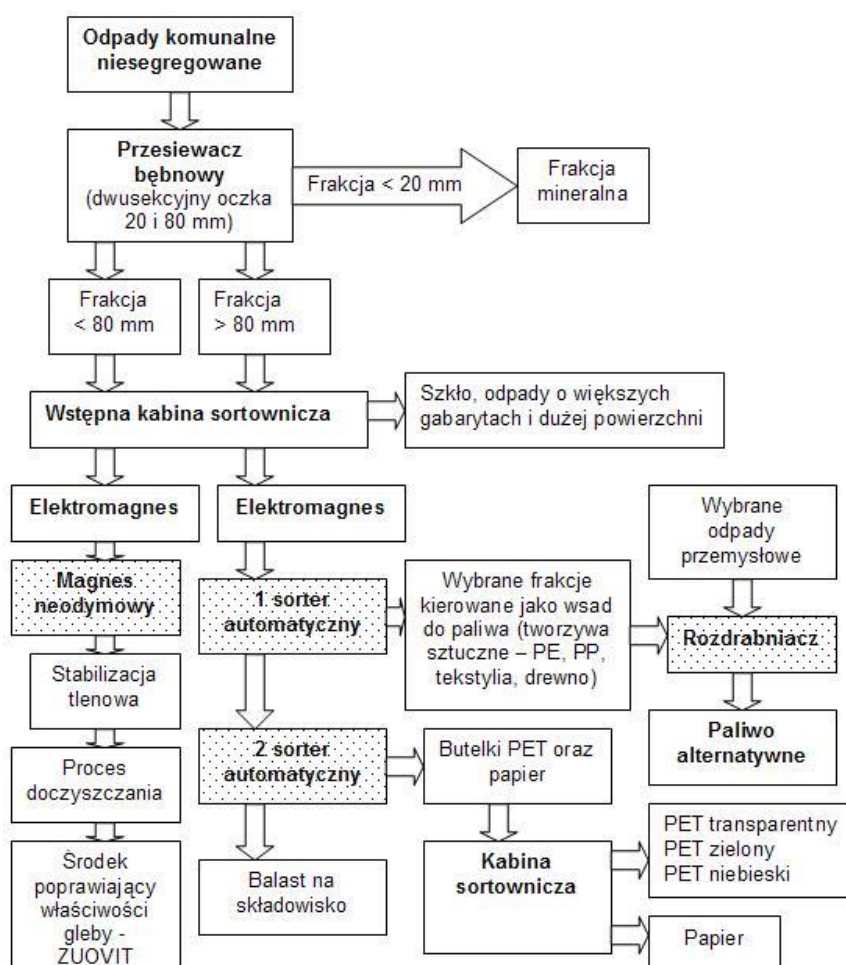 Odpady komunalne
niesegregowane
Przesiewacz
bębnowy
(dwusekcyjny oczka
20 i 80 mm)
Frakcja < 20 mm
Frakcja
mineralna
Frakcja
< 80 mm
Frakcja
> 80 mm
Wstępna kabina sortownicza
Szkło, odpady o większych
gabarytach i dużej powierzchni
Elektromagnes
Elektromagnes
Wybrane
odpady
przemysłowe
Magnes
neodymowy
1 sorter
automatyczny
Wybrane frakcje
kierowane jako wsad
do paliwa (tworzywa
sztuczne – PE, PP,
tekstylia, drewno)
Rozdrabniacz
Stabilizacja
tlenowa
2 sorter
automatyczny
Butelki PET oraz
papier
Paliwo
alternatywne
Proces
doczyszczania
Kabina
sortownicza
PET transparentny
PET zielony
PET niebieski
Środek
poprawiający
właściwości
gleby -
ZUOVIT
Balast na
składowisko
Papier